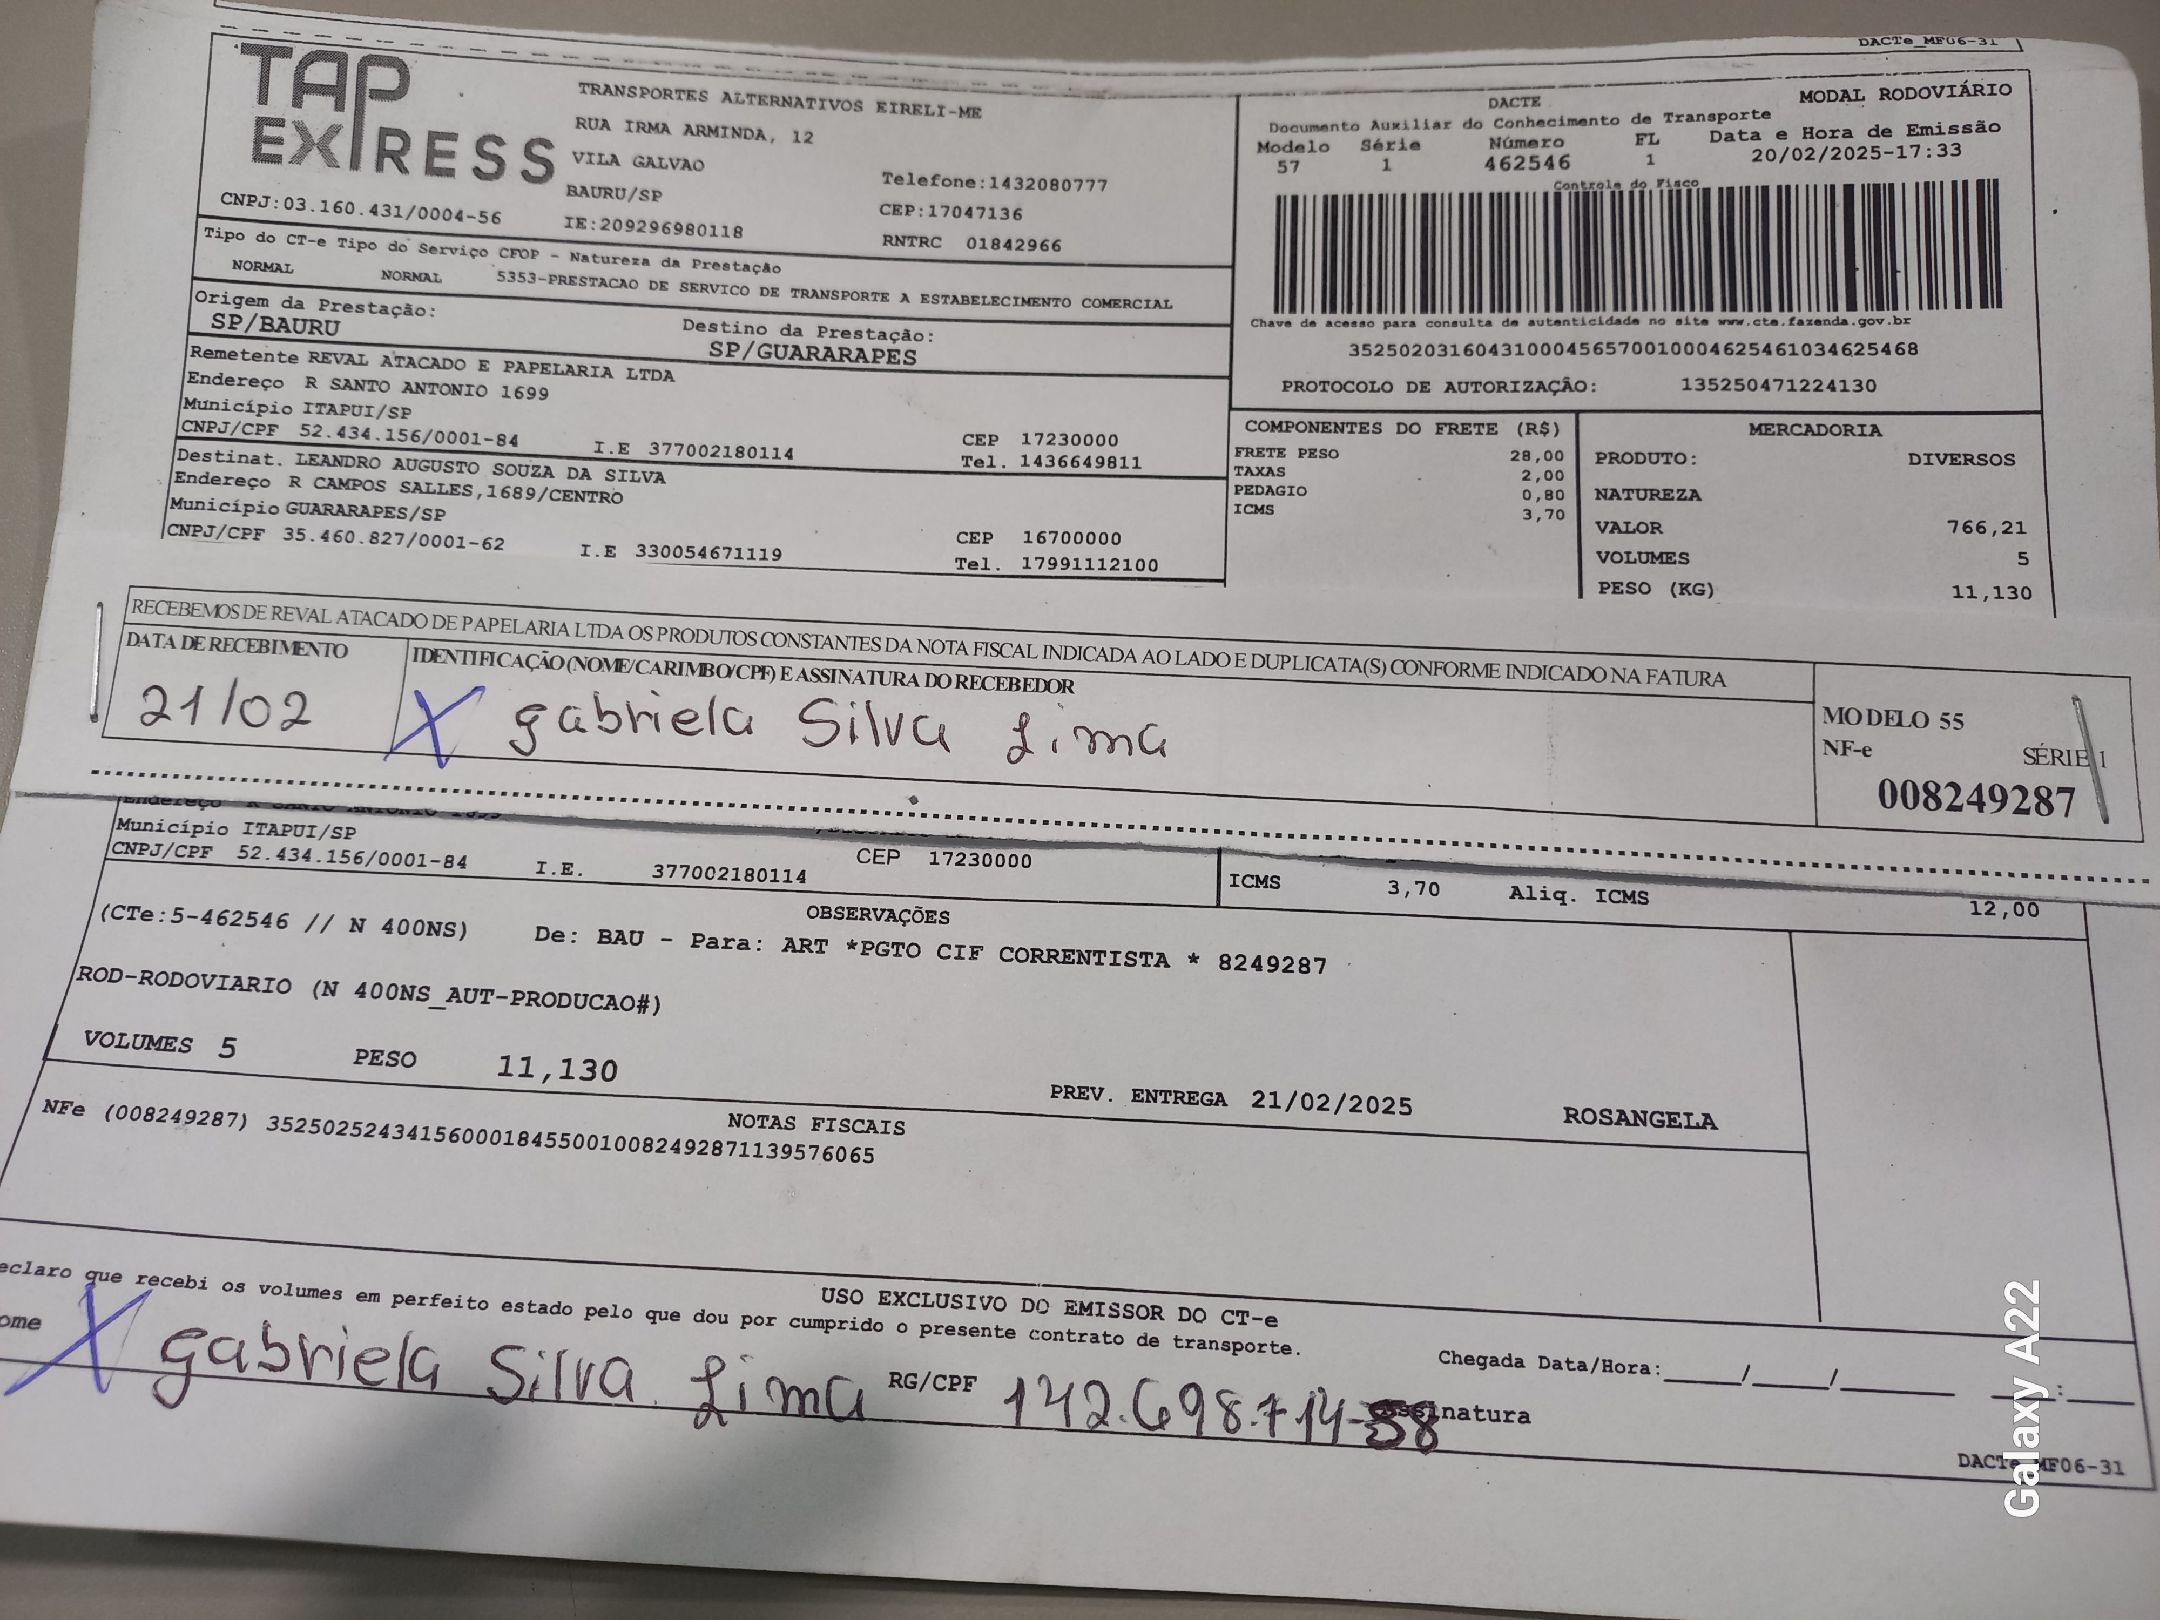 DACTe_MF06-31
TAP EXPRESS
TRANSPORTES ALTERNATIVOS EIRELI-ME
RUA IRMA ARMINDA, 12
VILA GALVAO
BAURU/SP
Telefone:1432080777
CEP:17047136
CNPJ:03.160.431/0004-56
IE:209296980118
RNTRC 01842966
DACTE
MODAL RODOVIÁRIO
Documento Auxiliar do Conhecimento de Transporte
Modelo Série Número FL Data e Hora de Emissão
57 1 462546 1 20/02/2025-17:33
Controle do Fisco
Chave de acesso para consulta de autenticidade no site www.cte.fazenda.gov.br
35250203160431000456570010004625461034625468
PROTOCOLO DE AUTORIZAÇÃO: 135250471224130
Tipo do CT-e Tipo do Serviço CFOP - Natureza da Prestação
NORMAL NORMAL 5353-PRESTACAO DE SERVICO DE TRANSPORTE A ESTABELECIMENTO COMERCIAL
Origem da Prestação: Destino da Prestação:
SP/BAURU SP/GUARARAPES
Remetente REVAL ATACADO E PAPELARIA LTDA
Endereço R SANTO ANTONIO 1699
Município ITAPUI/SP CEP 17230000
CNPJ/CPF 52.434.156/0001-84 I.E 377002180114 Tel. 1436649811
Destinat. LEANDRO AUGUSTO SOUZA DA SILVA
Endereço R CAMPOS SALLES,1689/CENTRO
Município GUARARAPES/SP CEP 16700000
CNPJ/CPF 35.460.827/0001-62 I.E 330054671119 Tel. 17991112100
COMPONENTES DO FRETE (R$)
FRETE PESO 28,00
TAXAS 2,00
PEDAGIO 0,80
ICMS 3,70
MERCADORIA
PRODUTO: DIVERSOS
NATUREZA
VALOR 766,21
VOLUMES 5
PESO (KG) 11,130
RECEBEMOS DE REVAL ATACADO DE PAPELARIA LTDA OS PRODUTOS CONSTANTES DA NOTA FISCAL INDICADA AO LADO E DUPLICATA(S) CONFORME INDICADO NA FATURA
DATA DE RECEBIMENTO IDENTIFICAÇÃO (NOME/CARIMBO/CPF) E ASSINATURA DO RECEBEDOR
21/02 X gabriela Silva Lima
MODELO 55
NF-e SÉRIE 1
008249287
Endereço R SANTO ANTONIO 1699
Município ITAPUI/SP CEP 17230000
CNPJ/CPF 52.434.156/0001-84 I.E. 377002180114
ICMS 3,70 Aliq. ICMS 12,00
OBSERVAÇÕES
(CTe:5-462546 // N 400NS) De: BAU - Para: ART *PGTO CIF CORRENTISTA * 8249287
ROD-RODOVIARIO (N 400NS_AUT-PRODUCAO#)
VOLUMES 5 PESO 11,130 PREV. ENTREGA 21/02/2025 ROSANGELA
NOTAS FISCAIS
NFe (008249287) 35250252434156000184550010082492871139576065
USO EXCLUSIVO DO EMISSOR DO CT-e
eclaro que recebi os volumes em perfeito estado pelo que dou por cumprido o presente contrato de transporte.
ome X gabriela Silva Lima RG/CPF 142.698.714-58 Assinatura
Chegada Data/Hora:____/____/______ __:__
DACTe_MF06-31
Galaxy A22